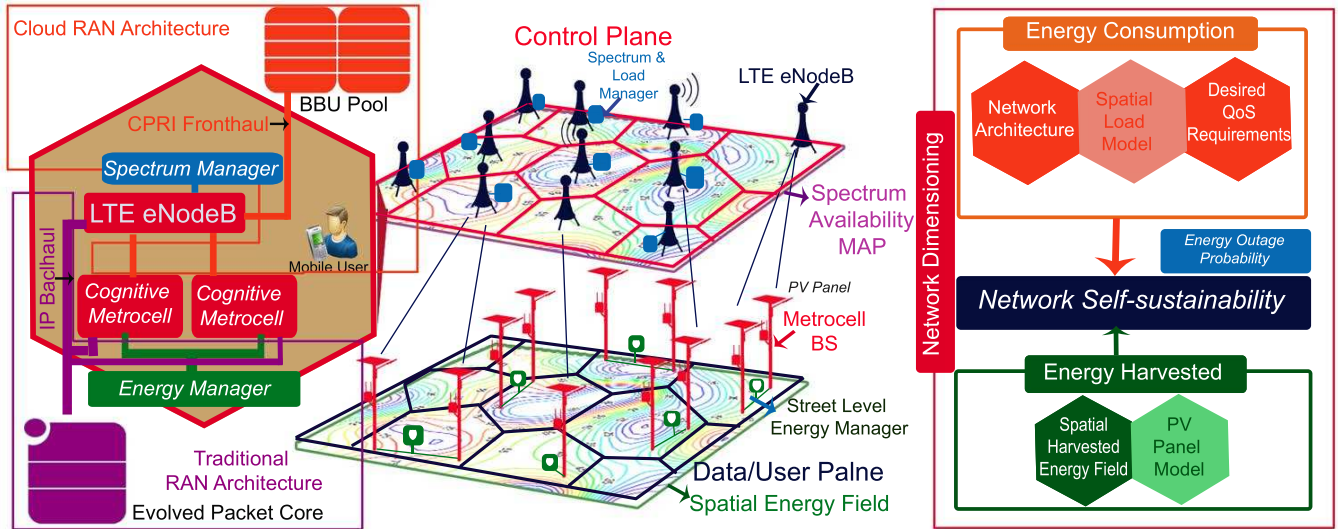 Cloud RAN Architecture
BBU Pool
CPRI Fronthaul
Spectrum Manager
LTE eNodeB
Mobile User
IP Baclhaul
Cognitive
Metrocell
Cognitive
Metrocell
Energy Manager
Traditional
RAN Architecture
Evolved Packet Core
Control Plane
Spectrum &
Load
Manager
LTE eNodeB
Spectrum
Availability
MAP
PV Panel
Metrocell
BS
Street Level
Energy Manager
Data/User Palne
Spatial Energy Field
Network Dimensioning
Energy Consumption
Network
Architecture
Spatial
Load
Model
Desired
QoS
Requirements
Energy Outage
Probability
Network Self-sustainability
Energy Harvested
Spatial
Harvested
Energy Field
PV
Panel
Model